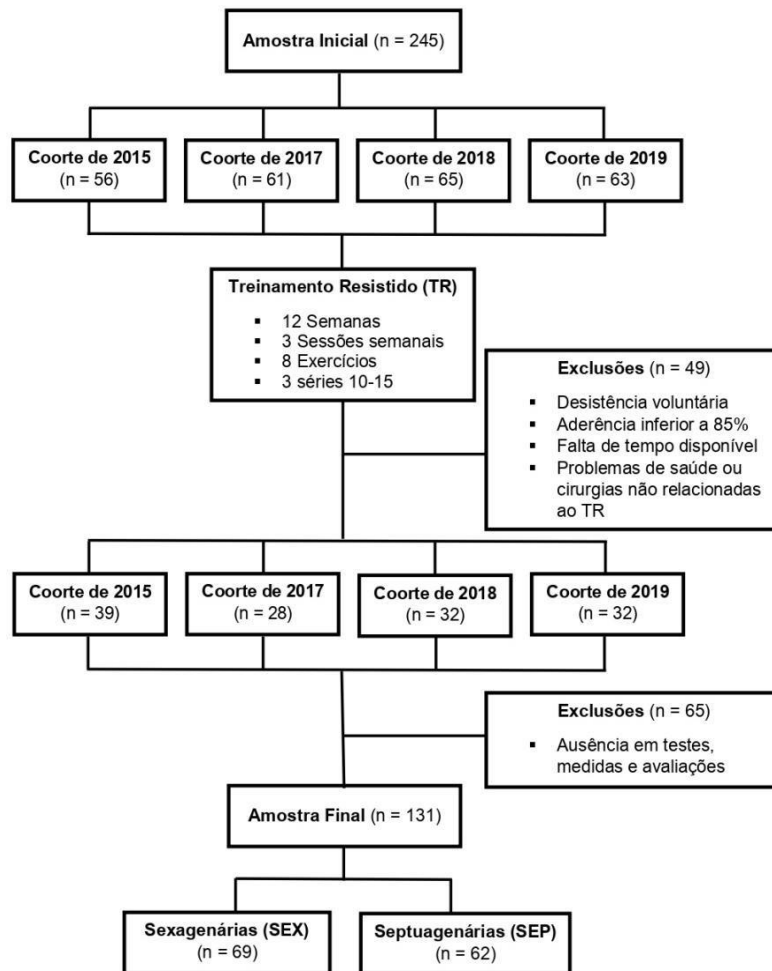 Amostra Inicial (n = 245)
Coorte de 2015
(n = 56)
Coorte de 2017
(n = 61)
Coorte de 2018
(n = 65)
Coorte de 2019
(n = 63)
Treinamento Resistido (TR)
▪ 12 Semanas
▪ 3 Sessões semanais
▪ 8 Exercícios
▪ 3 séries 10-15
Exclusões (n = 49)
▪ Desistência voluntária
▪ Aderência inferior a 85%
▪ Falta de tempo disponível
▪ Problemas de saúde ou
cirurgias não relacionadas
ao TR
Coorte de 2015
(n = 39)
Coorte de 2017
(n = 28)
Coorte de 2018
(n = 32)
Coorte de 2019
(n = 32)
Exclusões (n = 65)
▪ Ausência em testes,
medidas e avaliações
Amostra Final (n = 131)
Sexagenárias (SEX)
(n = 69)
Septuagenárias (SEP)
(n = 62)